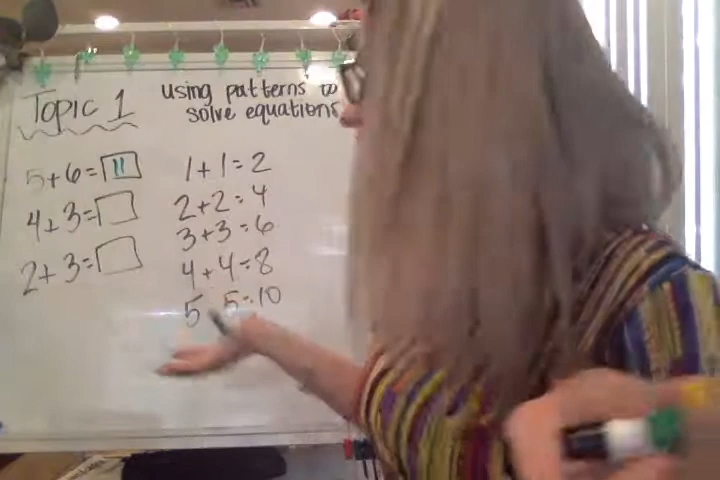 Topic 1
using patterns to
solve equations
5+6=11
4+3=
2+3=
1+1=2
2+2=4
3+3=6
4+4=8
5 5=10